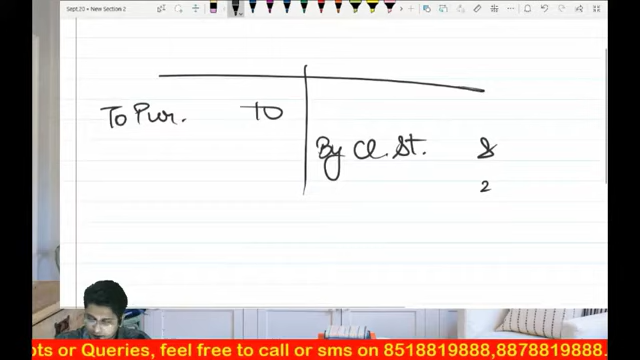 Sept 20 • New Section 2
To Pur. 10
By Cl. St. 8
2
ots or Queries, feel free to call or sms on 8518819888,8878819888.